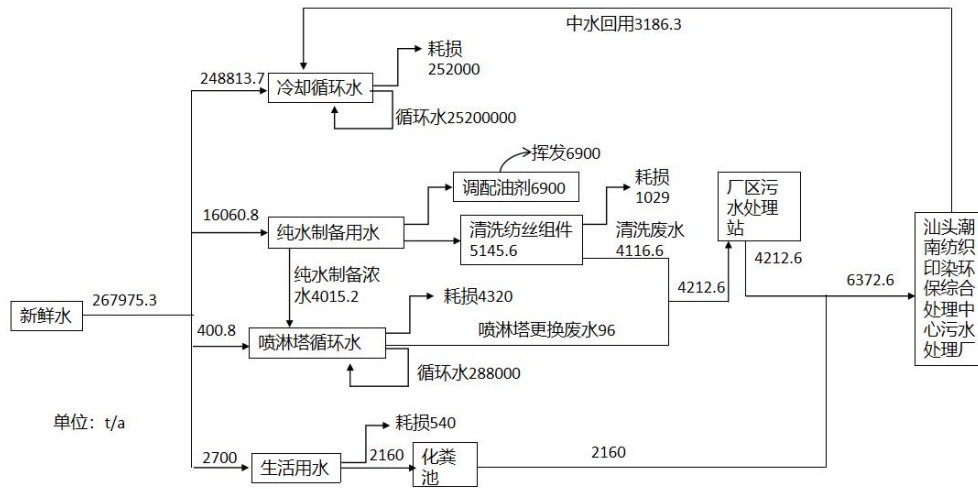 中水回用3186.3
耗损
252000
248813.7
冷却循环水
循环水25200000
挥发6900
调配油剂6900
耗损
1029
厂区污
水处理
站
16060.8
纯水制备用水
清洗纺丝组件
5145.6
清洗废水
4116.6
4212.6
汕头潮
南纺织
印染环
保综合
处理中
心污水
处理厂
纯水制备浓
水4015.2
6372.6
267975.3
新鲜水
耗损4320
4212.6
400.8
喷淋塔循环水
喷淋塔更换废水96
循环水288000
单位：t/a
耗损540
2700
生活用水
2160
化粪
池
2160